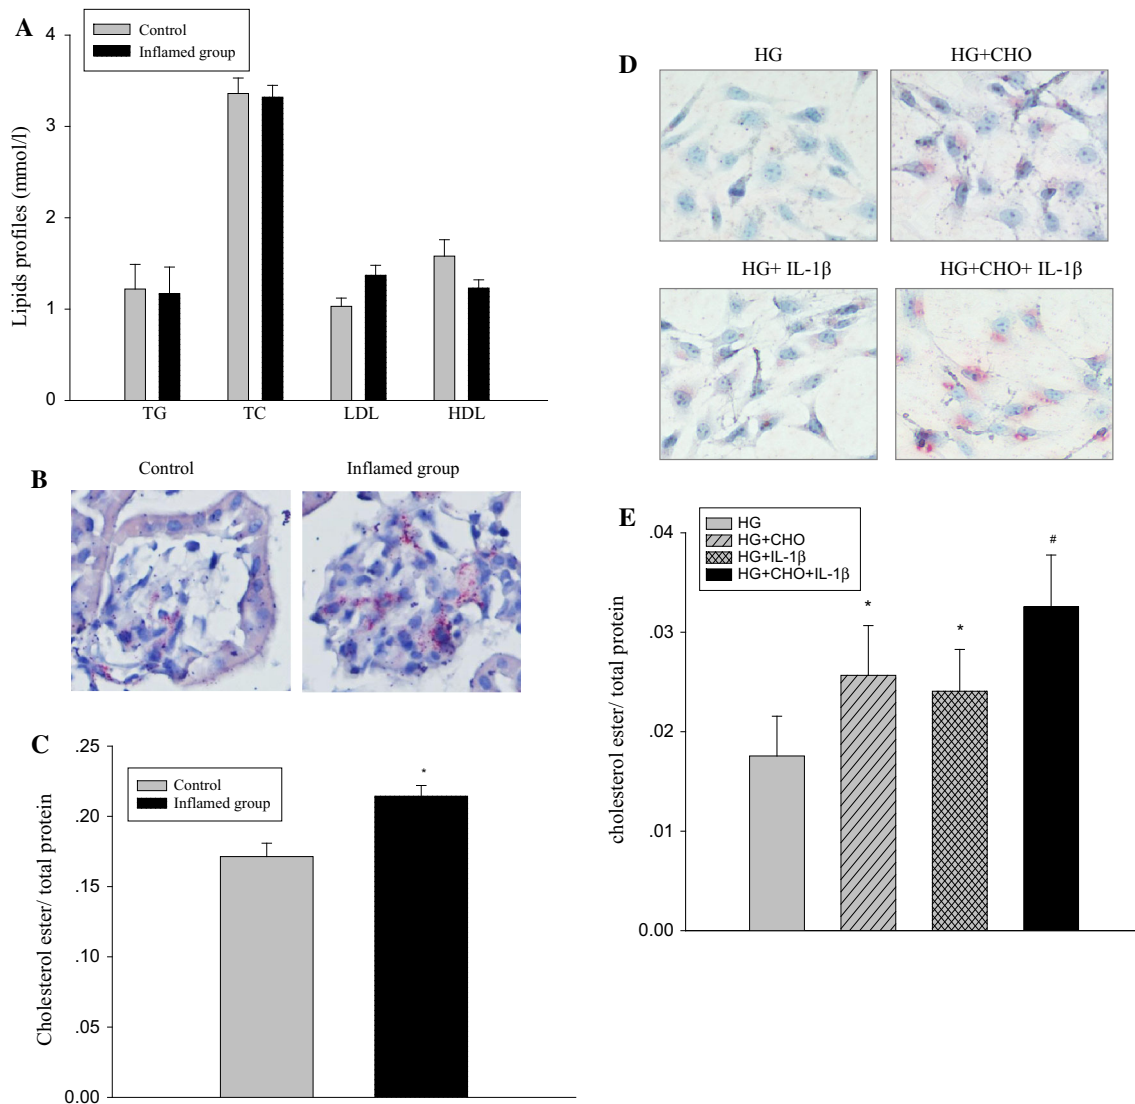 A
Control
Inflamed group
Lipids profiles (mmol/l)
4
3
2
1
0
TG TC LDL HDL
B
Control Inflamed group
C
Control
Inflamed group
Cholesterol ester/ total protein
.25
.20
.15
.10
.05
0.00
*
D
HG HG+CHO
HG+ IL-1β HG+CHO+ IL-1β
E
HG
HG+CHO
HG+IL-1β
HG+CHO+IL-1β
cholesterol ester/ total protein
.04
.03
.02
.01
0.00
* * #